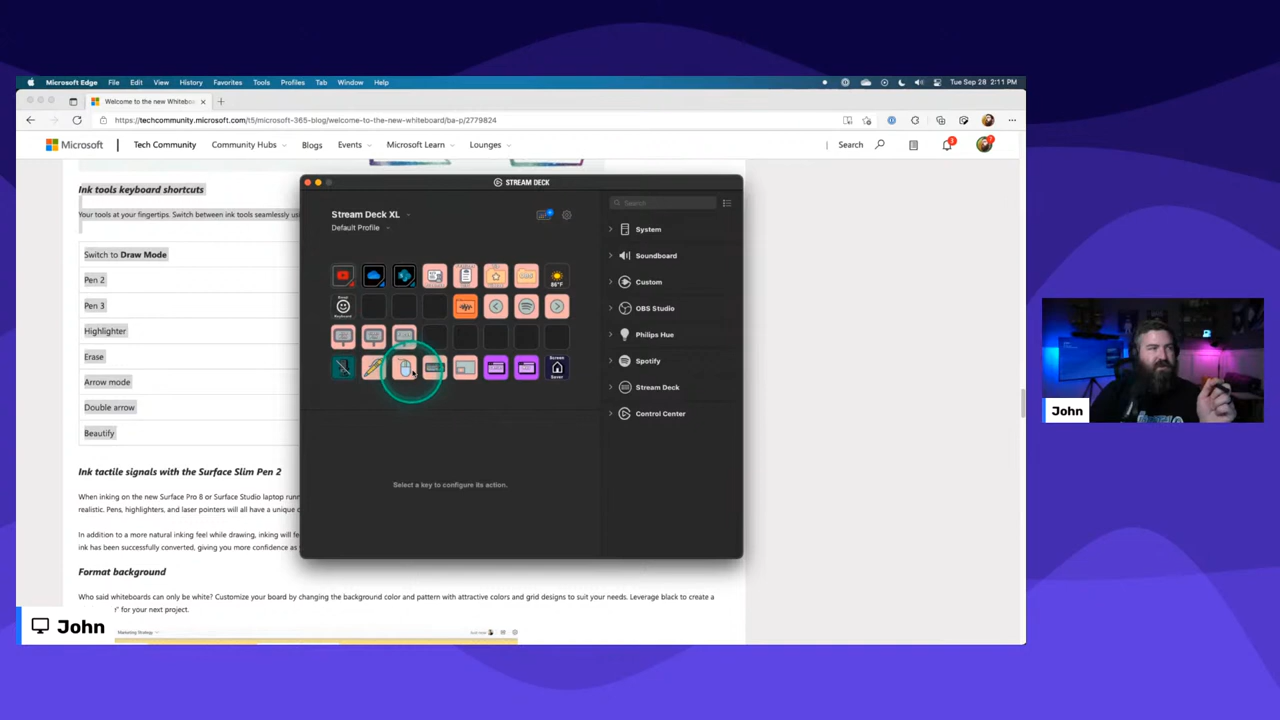 Microsoft Edge File Edit View History Favorites Tools Profiles Tab Window Help Tue Sep 28 2:11 PM
Welcome to the new Whiteboa
https://techcommunity.microsoft.com/t5/microsoft-365-blog/welcome-to-the-new-whiteboard/ba-p/2779824
Microsoft Tech Community Community Hubs Blogs Events Microsoft Learn Lounges Search
Ink tools keyboard shortcuts
Your tools at your fingertips. Switch between ink tools seamlessly
Switch to Draw Mode
Pen 2
Pen 3
Highlighter
Erase
Arrow mode
Double arrow
Beautify
Ink tactile signals with the Surface Slim Pen 2
When inking on the new Surface Pro 8 or Surface Studio laptop
realistic. Pens, highlighters, and laser pointers will all have a unique
In addition to a more natural inking feel while drawing, inking will
ink has been successfully converted, giving you more confidence as
Format background
Who said whiteboards can only be white? Customize your board by changing the background color and pattern with attractive colors and grid designs to suit your needs. Leverage black to create a
" for your next project.
Marketing Strategy
STREAM DECK
Stream Deck XL
Default Profile
86°F
Screen
Saver
Select a key to configure its action.
Search
System
Soundboard
Custom
OBS Studio
Philips Hue
Spotify
Stream Deck
Control Center
John
John